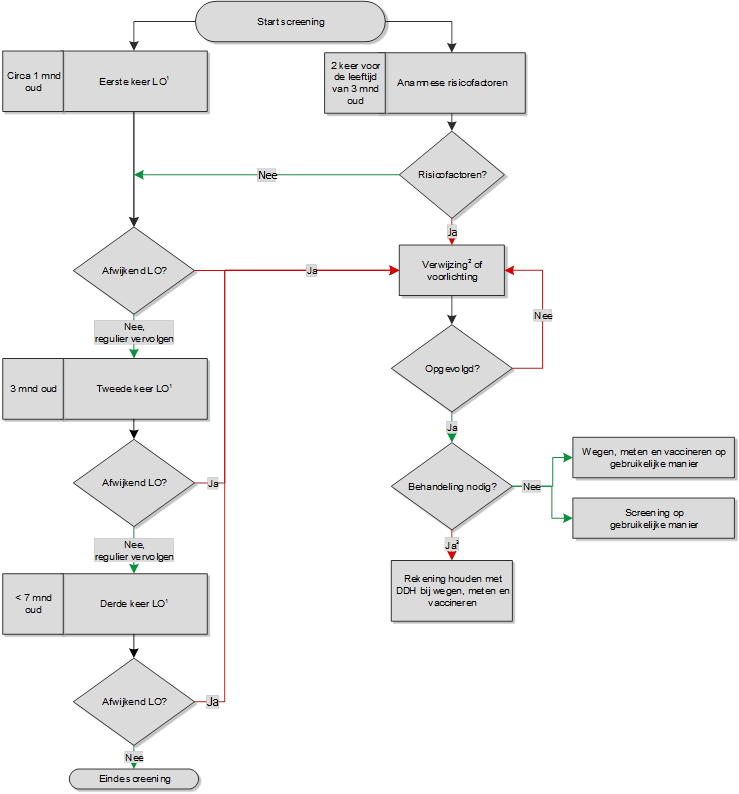 Start screening
Circa 1 mnd
oud
Eerste keer LO¹
2 keer voor
de leeftijd
van 3 mnd
oud
Anamnese risicofactoren
Nee
Risicofactoren?
Ja
Afwijkend LO?
Ja
Verwijzing² of
voorlichting
Nee
Nee,
regulier vervolgen
3 mnd oud
Tweede keer LO¹
Opgevolgd?
Ja
Afwijkend LO?
Ja
Behandeling nodig?
Nee
Wegen, meten en vaccineren op
gebruikelijke manier
Screening op
gebruikelijke manier
Nee,
regulier vervolgen
Ja³
< 7 mnd
oud
Derde keer LO¹
Rekening houden met
DDH bij wegen, meten en
vaccineren
Afwijkend LO?
Ja
Nee
Einde screening